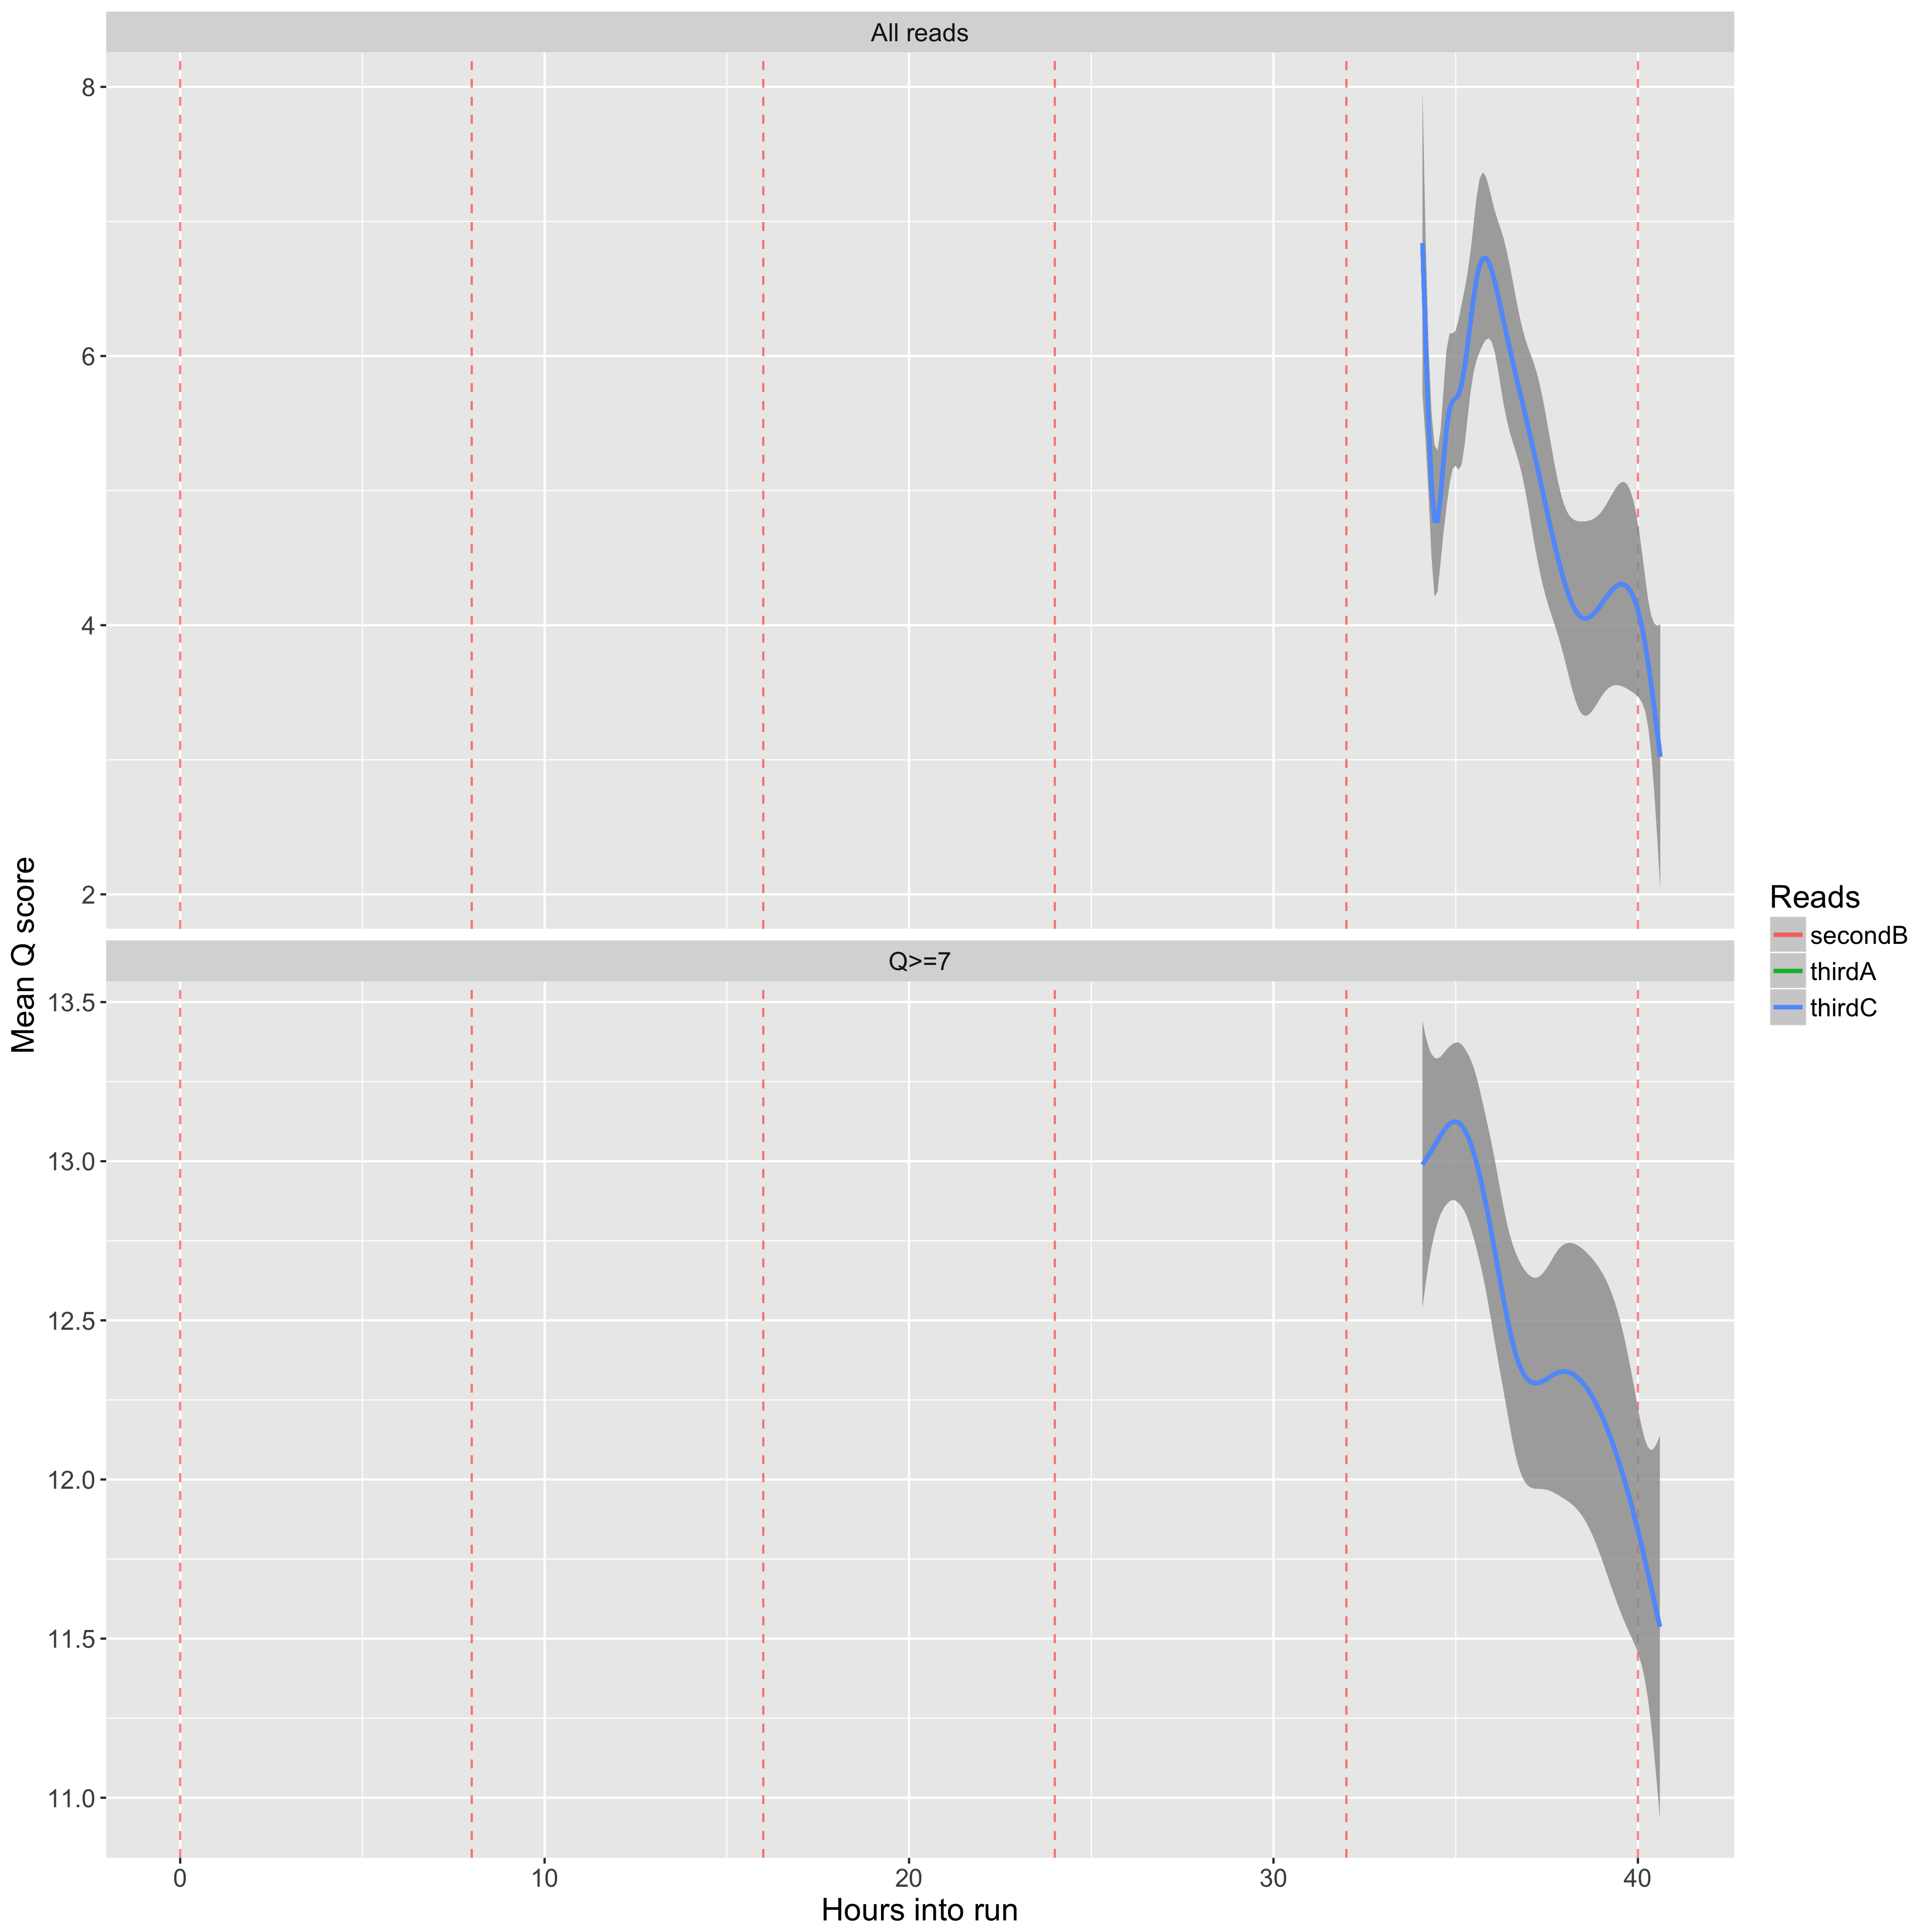 All reads
8
6
4
2
Mean Q score
Q>=7
13.5
13.0
12.5
12.0
11.5
11.0
0 10 20 30 40
Hours into run
Reads
secondB
thirdA
thirdC